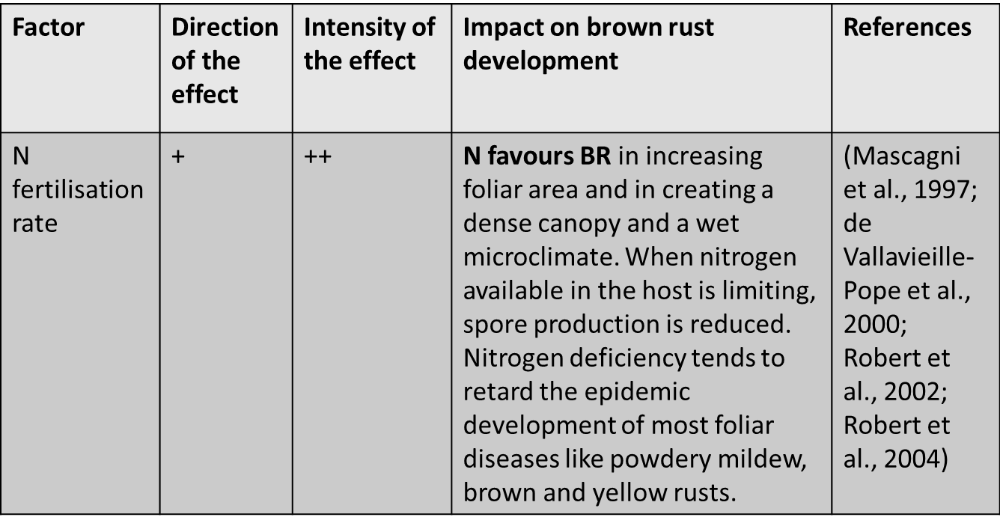 Factor
Direction
of the
effect
Intensity of
the effect
Impact on brown rust
development
References
N
fertilisation
rate
+
++
N favours BR in increasing
foliar area and in creating a
dense canopy and a wet
microclimate. When nitrogen
available in the host is limiting,
spore production is reduced.
Nitrogen deficiency tends to
retard the epidemic
development of most foliar
diseases like powdery mildew,
brown and yellow rusts.
(Mascagni
et al., 1997;
de
Vallavieille-
Pope et al.,
2000;
Robert et
al., 2002;
Robert et
al., 2004)